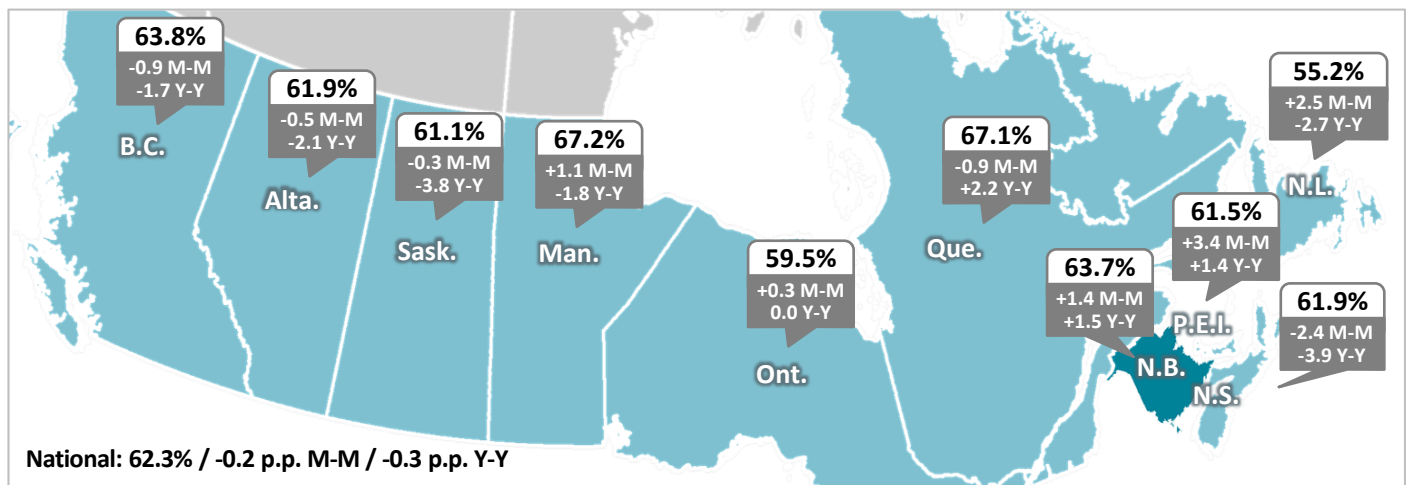 63.8%
-0.9 M-M
-1.7 Y-Y
B.C.
61.9%
-0.5 M-M
-2.1 Y-Y
Alta.
61.1%
-0.3 M-M
-3.8 Y-Y
Sask.
67.2%
+1.1 M-M
-1.8 Y-Y
Man.
59.5%
+0.3 M-M
0.0 Y-Y
Ont.
67.1%
-0.9 M-M
+2.2 Y-Y
Que.
55.2%
+2.5 M-M
-2.7 Y-Y
N.L.
61.5%
+3.4 M-M
+1.4 Y-Y
P.E.I.
63.7%
+1.4 M-M
+1.5 Y-Y
N.B.
61.9%
-2.4 M-M
-3.9 Y-Y
N.S.
National: 62.3% / -0.2 p.p. M-M / -0.3 p.p. Y-Y